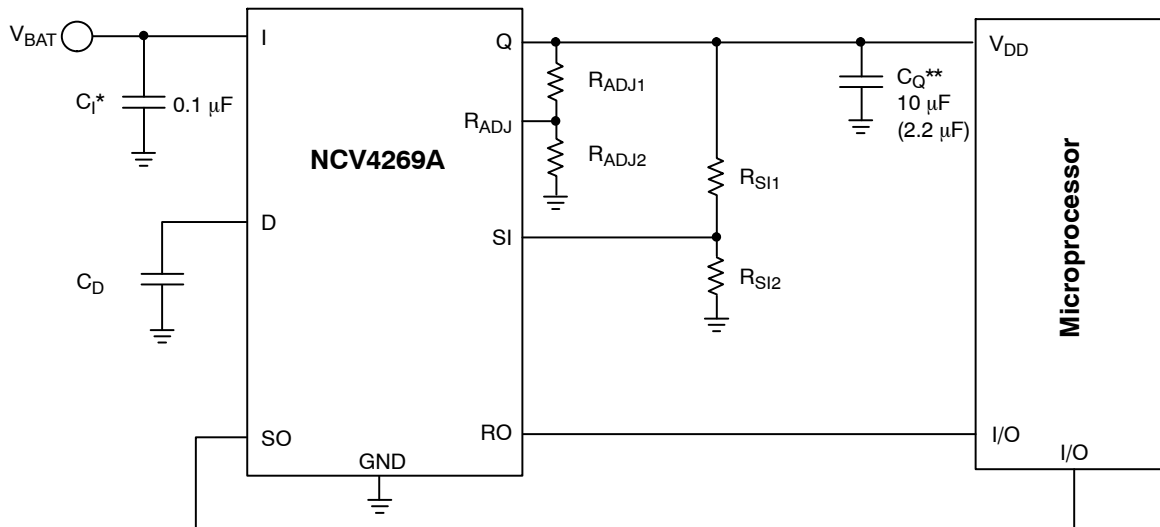 V_BAT
I
Q
V_DD
C_I*
0.1 μF
R_ADJ1
C_Q**
10 μF
(2.2 μF)
R_ADJ
R_ADJ2
NCV4269A
R_SI1
D
SI
C_D
R_SI2
Microprocessor
SO
RO
I/O
GND
I/O